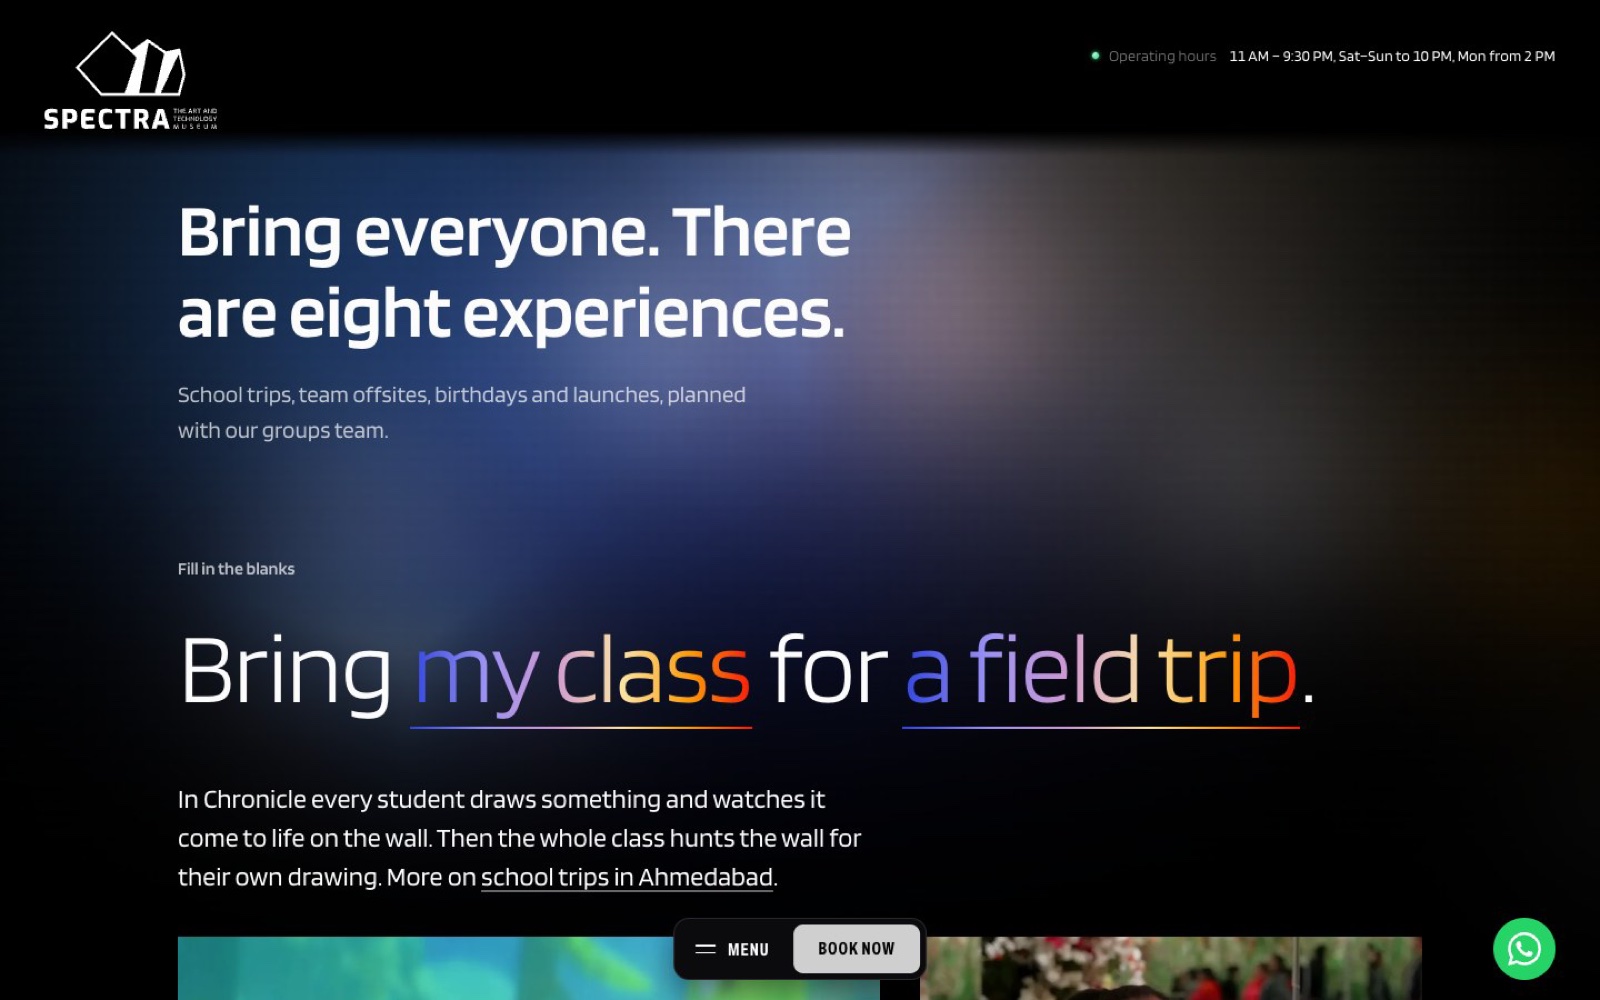 SPECTRA
THE ART AND
TECHNOLOGY
MUSEUM
Operating hours 11 AM – 9:30 PM, Sat–Sun to 10 PM, Mon from 2 PM
Bring everyone. There
are eight experiences.
School trips, team offsites, birthdays and launches, planned
with our groups team.
Fill in the blanks
Bring my class for a field trip.
In Chronicle every student draws something and watches it
come to life on the wall. Then the whole class hunts the wall for
their own drawing. More on school trips in Ahmedabad.
MENU
BOOK NOW